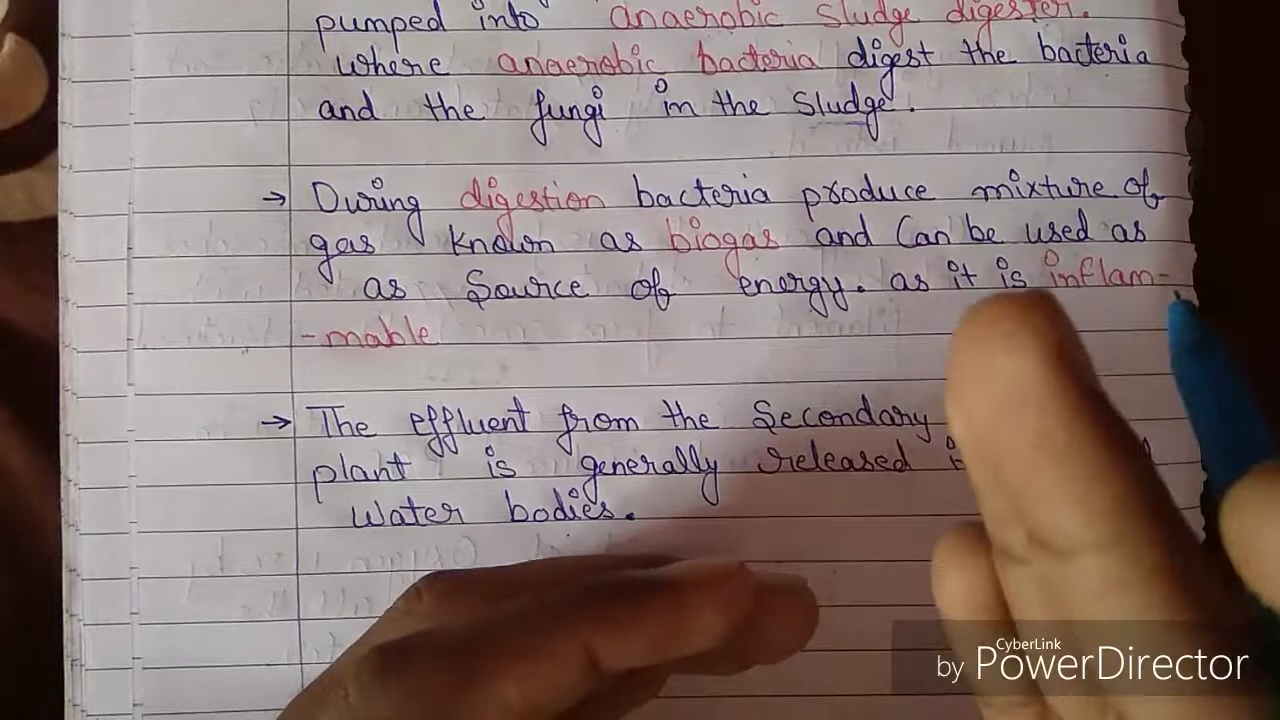 pumped into anaerobic sludge digester.
where anaerobic bacteria digest the bacteria
and the fungi in the sludge.
→ During digestion bacteria produce mixture of
gas known as biogas and Can be used as
as Source of energy. as it is inflam-
-mable
→ The effluent from the Secondary
plant is generally released
water bodies.
CyberLink
by PowerDirector